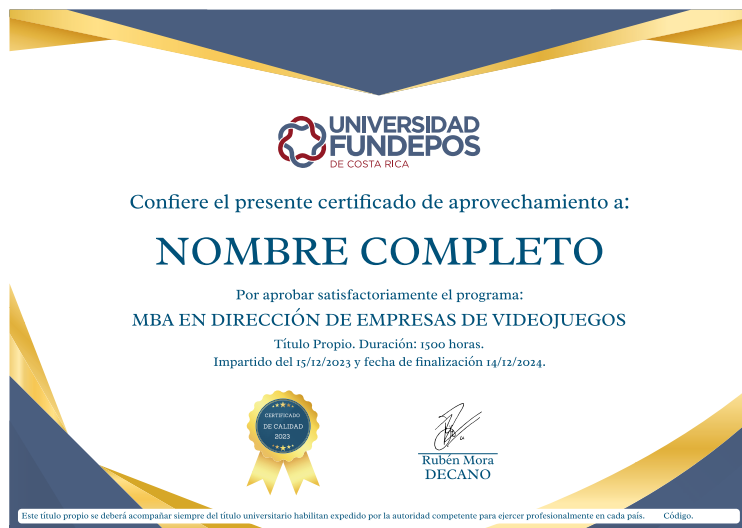 UNIVERSIDAD
FUNDEPOS
DE COSTA RICA
Confiere el presente certificado de aprovechamiento a:
NOMBRE COMPLETO
Por aprobar satisfactoriamente el programa:
MBA EN DIRECCIÓN DE EMPRESAS DE VIDEOJUEGOS
Título Propio. Duración: 1500 horas.
Impartido del 15/12/2023 y fecha de finalización 14/12/2024.
CERTIFICADO
DE CALIDAD
2023
Rubén Mora
DECANO
Este título propio se deberá acompañar siempre del título universitario habilitan expedido por la autoridad competente para ejercer profesionalmente en cada país. Código.